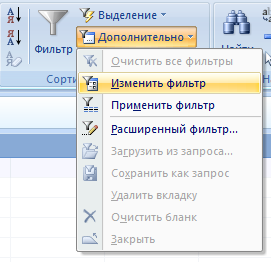 Выделение
Фильтр
Дополнительно
Найти
Сорти
Очистить все фильтры
Изменить фильтр
Применить фильтр
Расширенный фильтр...
Загрузить из запроса...
Сохранить как запрос
Удалить вкладку
Очистить бланк
Закрыть